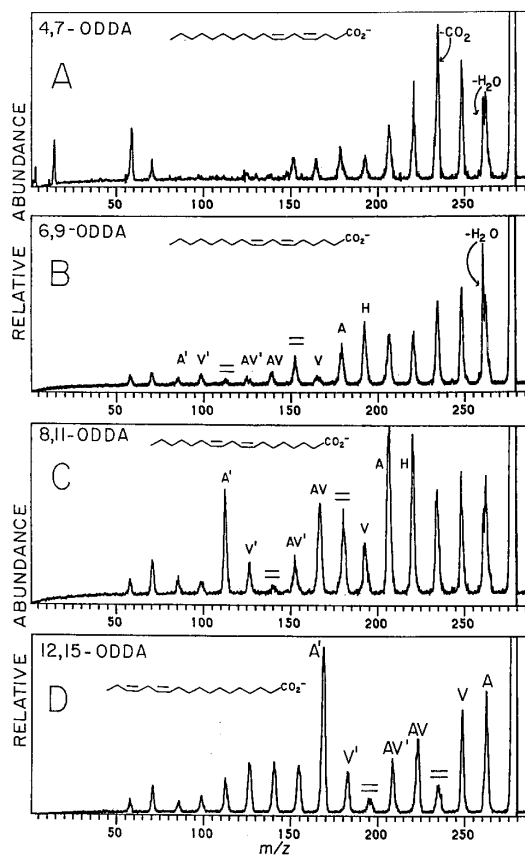 4,7-ODDA
CO₂⁻
-CO₂
-H₂O
A
50 100 150 200 250
6,9-ODDA
CO₂⁻
-H₂O
B
A' V' = AV' AV = V A H
50 100 150 200 250
8,11-ODDA
CO₂⁻
C
A' V' = AV' AV = V A H
50 100 150 200 250
12,15-ODDA
CO₂⁻
D
A' V' = AV' AV = V A
50 100 150 200 250
m/z
RELATIVE ABUNDANCE
RELATIVE ABUNDANCE